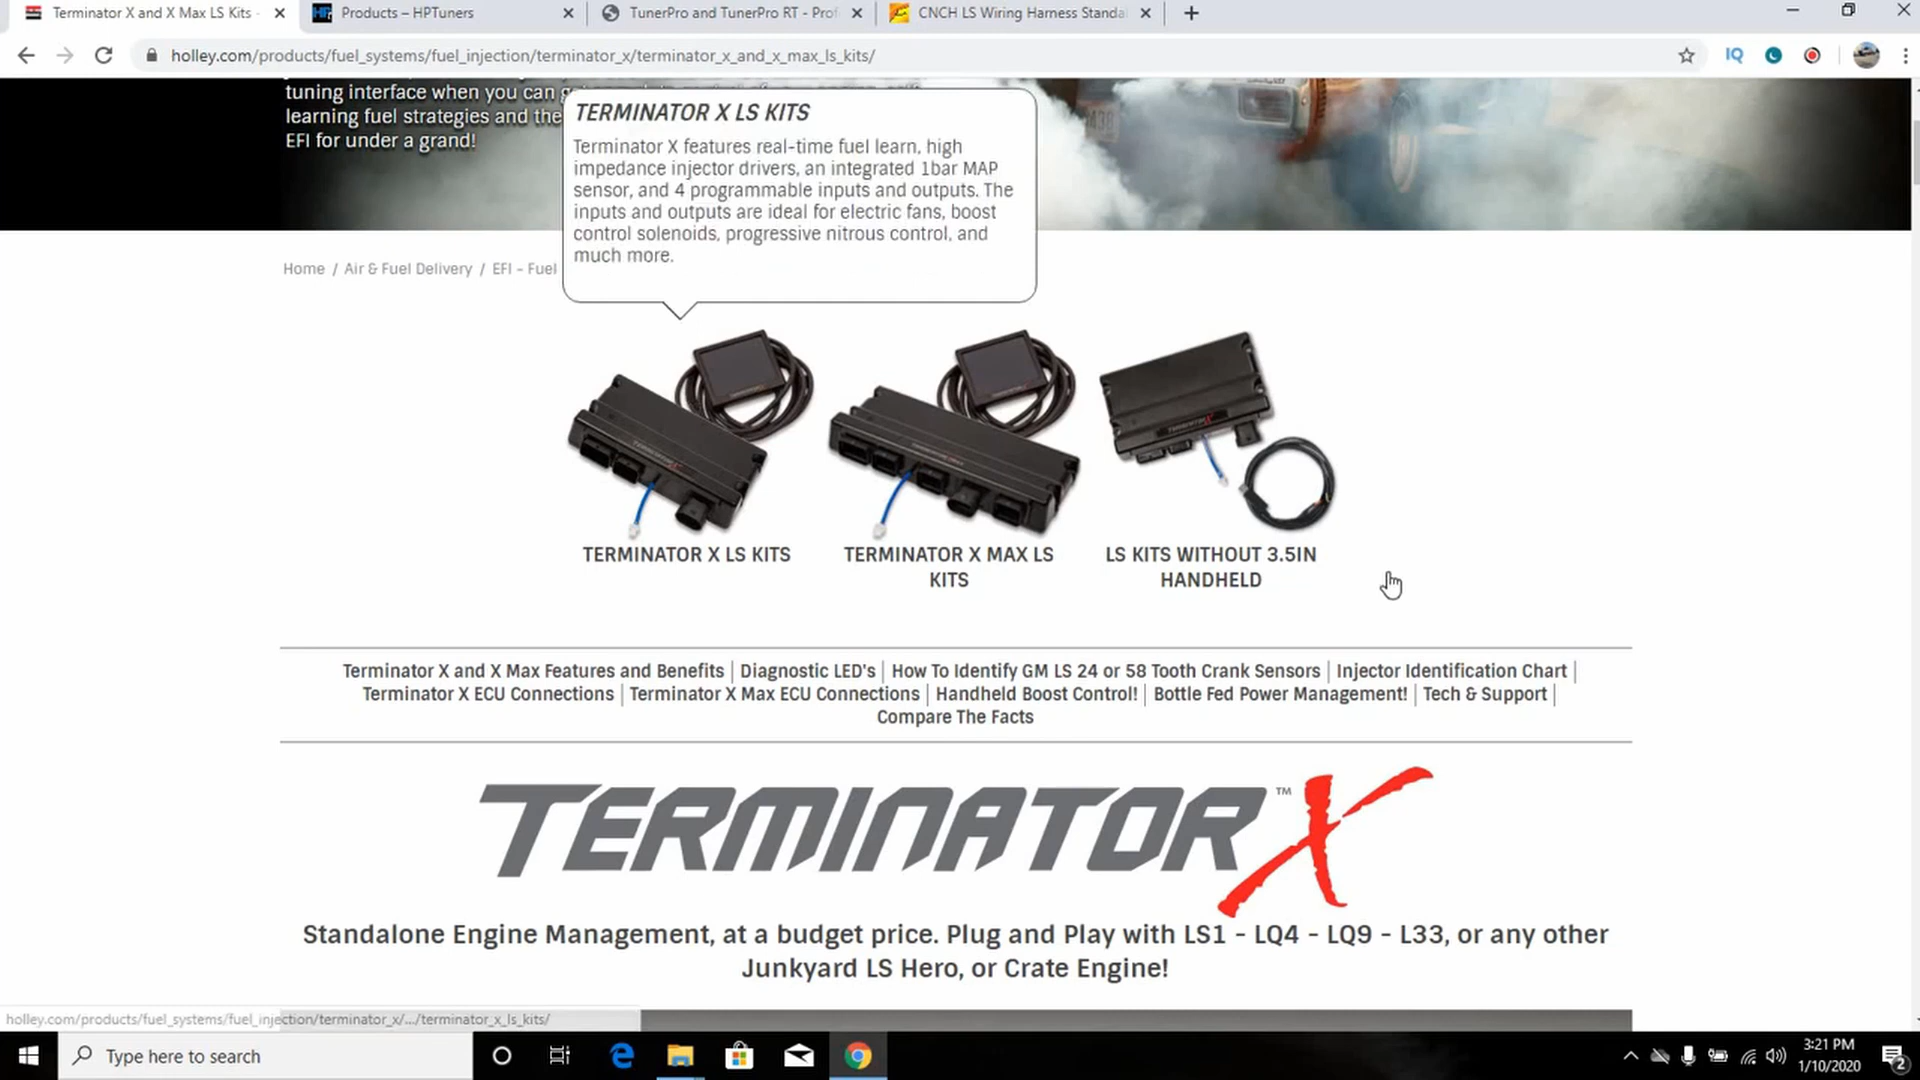 Terminator X and X Max LS Kits -
Products – HPTuners
TunerPro and TunerPro RT - Prof
CNCH LS Wiring Harness Standa
holley.com/products/fuel_systems/fuel_injection/terminator_x/terminator_x_and_x_max_ls_kits/
IQ
tuning interface when you can
learning fuel strategies and the
EFI for under a grand!
TERMINATOR X LS KITS
Terminator X features real-time fuel learn, high
impedance injector drivers, an integrated 1bar MAP
sensor, and 4 programmable inputs and outputs. The
inputs and outputs are ideal for electric fans, boost
control solenoids, progressive nitrous control, and
much more.
Home / Air & Fuel Delivery / EFI - Fuel
TERMINATOR X LS KITS
TERMINATOR X MAX LS
KITS
LS KITS WITHOUT 3.5IN
HANDHELD
Terminator X and X Max Features and Benefits | Diagnostic LED's | How To Identify GM LS 24 or 58 Tooth Crank Sensors | Injector Identification Chart |
Terminator X ECU Connections | Terminator X Max ECU Connections | Handheld Boost Control! | Bottle Fed Power Management! | Tech & Support |
Compare The Facts
TERMINATOR X ™
Standalone Engine Management, at a budget price. Plug and Play with LS1 - LQ4 - LQ9 - L33, or any other
Junkyard LS Hero, or Crate Engine!
holley.com/products/fuel_systems/fuel_injection/terminator_x/.../terminator_x_ls_kits/
Type here to search
3:21 PM
1/10/2020
2